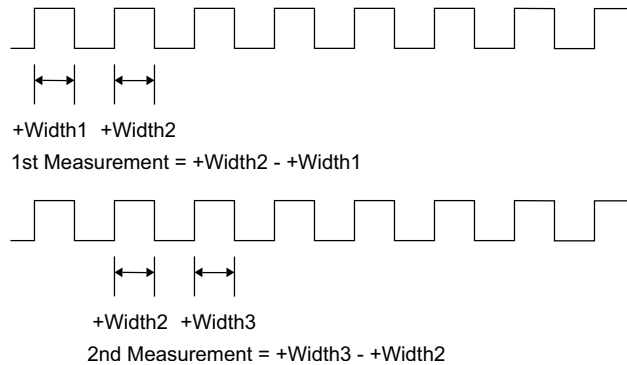 +Width1 +Width2
1st Measurement = +Width2 - +Width1
+Width2 +Width3
2nd Measurement = +Width3 - +Width2